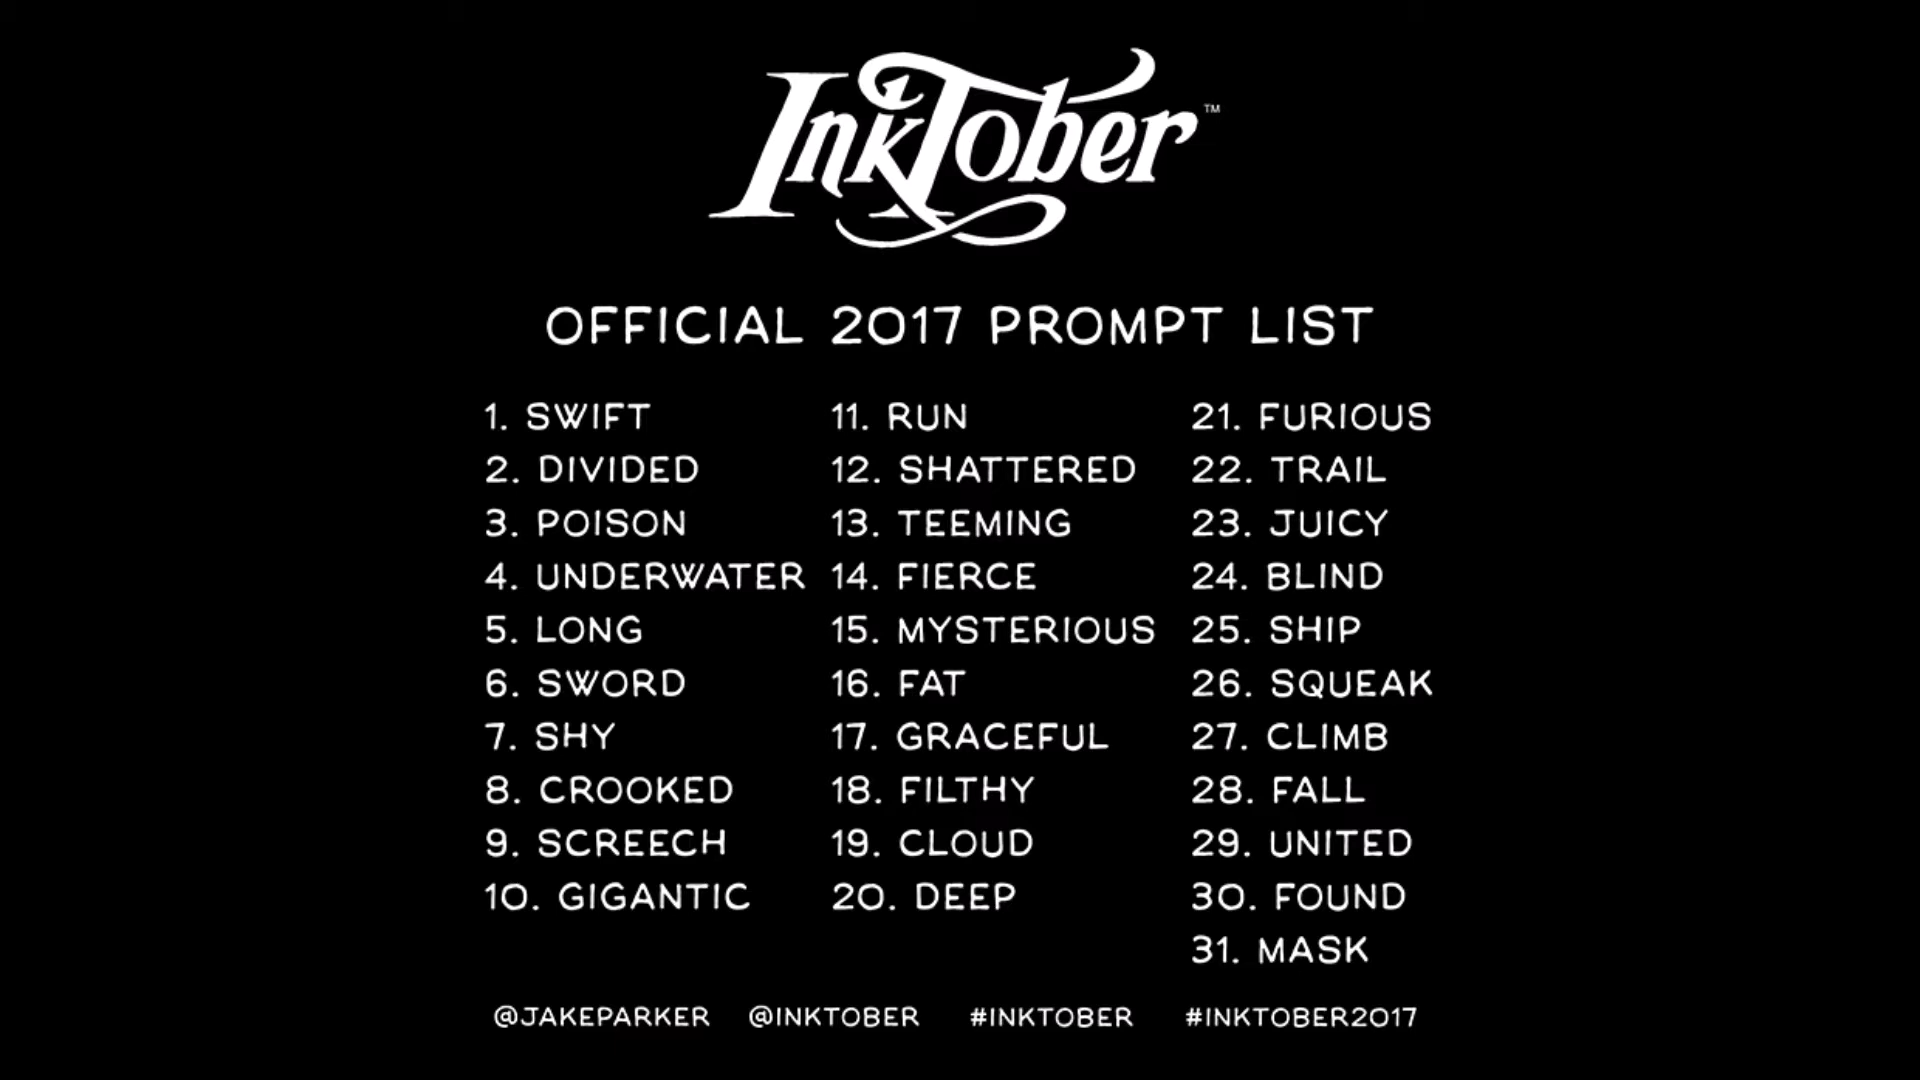 InkTober™
OFFICIAL 2017 PROMPT LIST
1. SWIFT
2. DIVIDED
3. POISON
4. UNDERWATER
5. LONG
6. SWORD
7. SHY
8. CROOKED
9. SCREECH
10. GIGANTIC
11. RUN
12. SHATTERED
13. TEEMING
14. FIERCE
15. MYSTERIOUS
16. FAT
17. GRACEFUL
18. FILTHY
19. CLOUD
20. DEEP
21. FURIOUS
22. TRAIL
23. JUICY
24. BLIND
25. SHIP
26. SQUEAK
27. CLIMB
28. FALL
29. UNITED
30. FOUND
31. MASK
@JAKEPARKER @INKTOBER #INKTOBER #INKTOBER2017